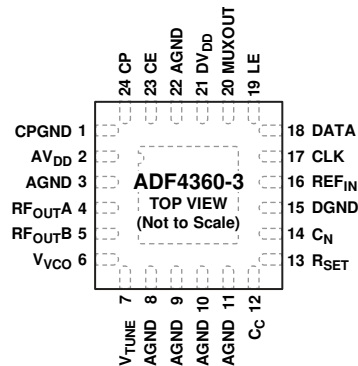 24 CP
23 CE
22 AGND
21 DVDD
20 MUXOUT
19 LE
CPGND 1
AVDD 2
AGND 3
RFOUTA 4
RFOUTB 5
VVCO 6
ADF4360-3
TOP VIEW
(Not to Scale)
18 DATA
17 CLK
16 REFIN
15 DGND
14 CN
13 RSET
VTUNE 7
AGND 8
AGND 9
AGND 10
AGND 11
CC 12